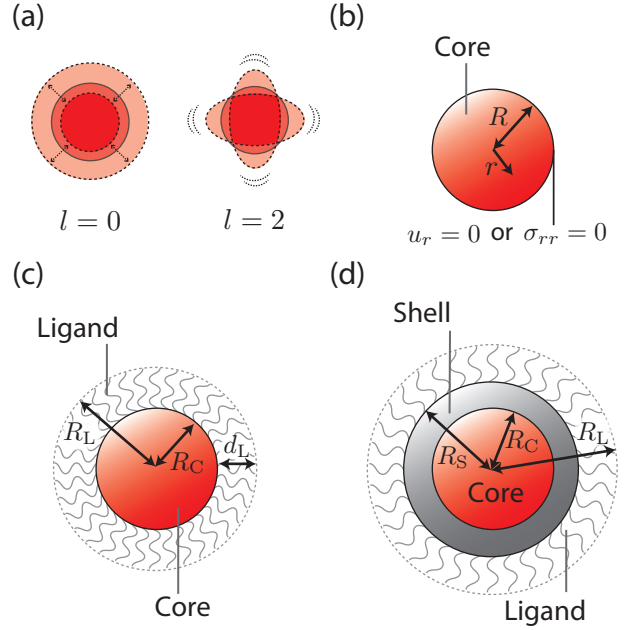 (a)
l = 0
l = 2
(b)
Core
R
r
u_r = 0 or σ_rr = 0
(c)
Ligand
R_L
R_C
d_L
Core
(d)
Shell
R_S
R_C
R_L
Core
Ligand